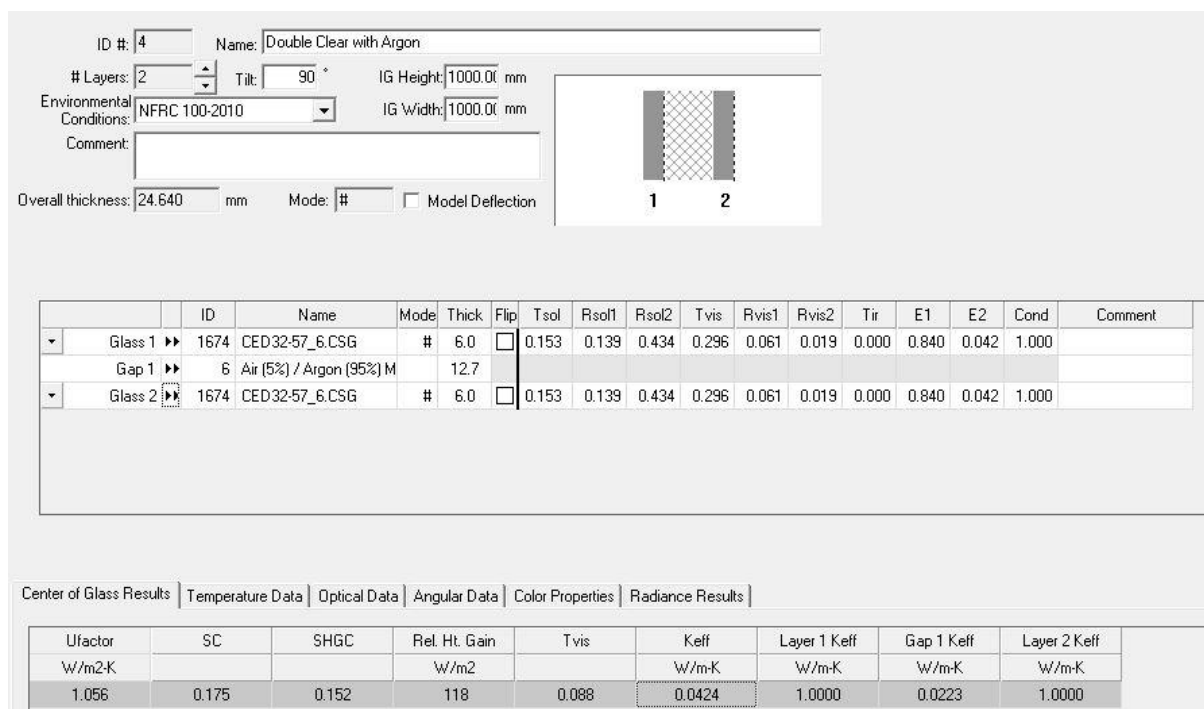 ID #: 4 Name: Double Clear with Argon
# Layers: 2 Tilt: 90 ° IG Height: 1000.00 mm
Environmental Conditions: NFRC 100-2010 IG Width: 1000.00 mm
Comment:
Overall thickness: 24.640 mm Mode: # Model Deflection
1 2
ID Name Mode Thick Flip Tsol Rsol1 Rsol2 Tvis Rvis1 Rvis2 Tir E1 E2 Cond Comment
Glass 1 1674 CED32-57_6.CSG # 6.0 0.153 0.139 0.434 0.296 0.061 0.019 0.000 0.840 0.042 1.000
Gap 1 6 Air (5%) / Argon (95%) M 12.7
Glass 2 1674 CED32-57_6.CSG # 6.0 0.153 0.139 0.434 0.296 0.061 0.019 0.000 0.840 0.042 1.000
Center of Glass Results Temperature Data Optical Data Angular Data Color Properties Radiance Results
Ufactor SC SHGC Rel. Ht. Gain Tvis Keff Layer 1 Keff Gap 1 Keff Layer 2 Keff
W/m2-K W/m2 W/m-K W/m-K W/m-K W/m-K
1.056 0.175 0.152 118 0.088 0.0424 1.0000 0.0223 1.0000